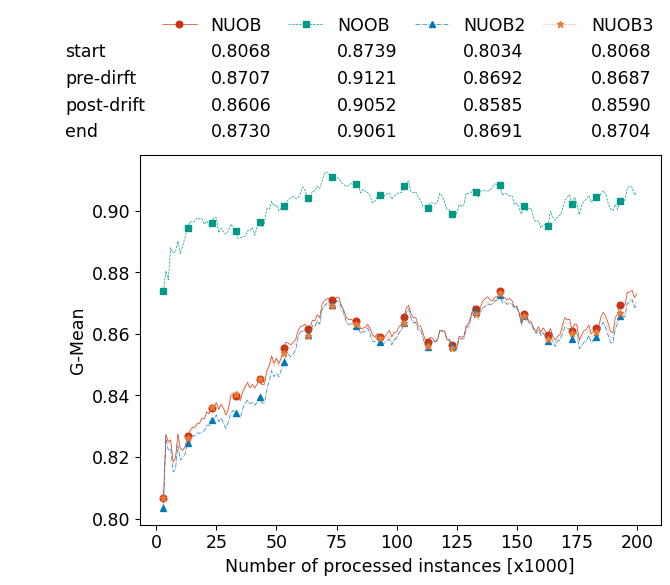 NUOB NOOB NUOB2 NUOB3
start 0.8068 0.8739 0.8034 0.8068
pre-dirft 0.8707 0.9121 0.8692 0.8687
post-drift 0.8606 0.9052 0.8585 0.8590
end 0.8730 0.9061 0.8691 0.8704
G-Mean
0.90
0.88
0.86
0.84
0.82
0.80
0 25 50 75 100 125 150 175 200
Number of processed instances [x1000]